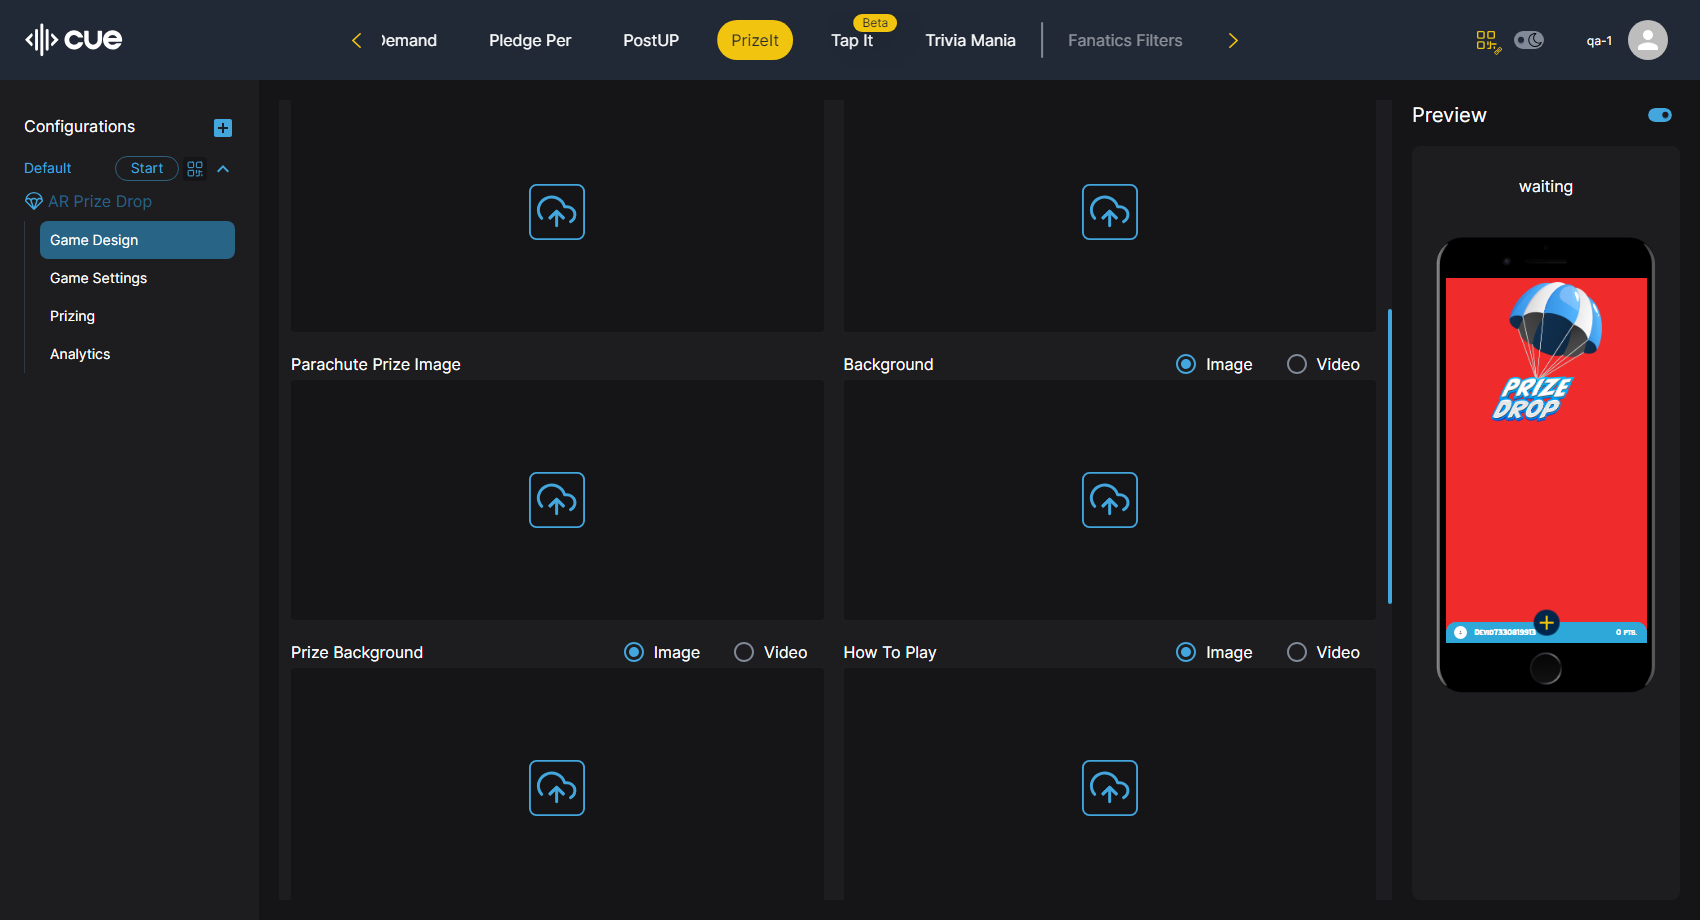 cue
Demand
Pledge Per
PostUP
PrizeIt
Beta
Tap It
Trivia Mania
Fanatics Filters
qa-1
Configurations
Default
Start
AR Prize Drop
Game Design
Game Settings
Prizing
Analytics
Parachute Prize Image
Background
Image
Video
Prize Background
Image
Video
How To Play
Image
Video
Preview
waiting
PRIZE
DROP
DEVID7330819913
0 PTS.